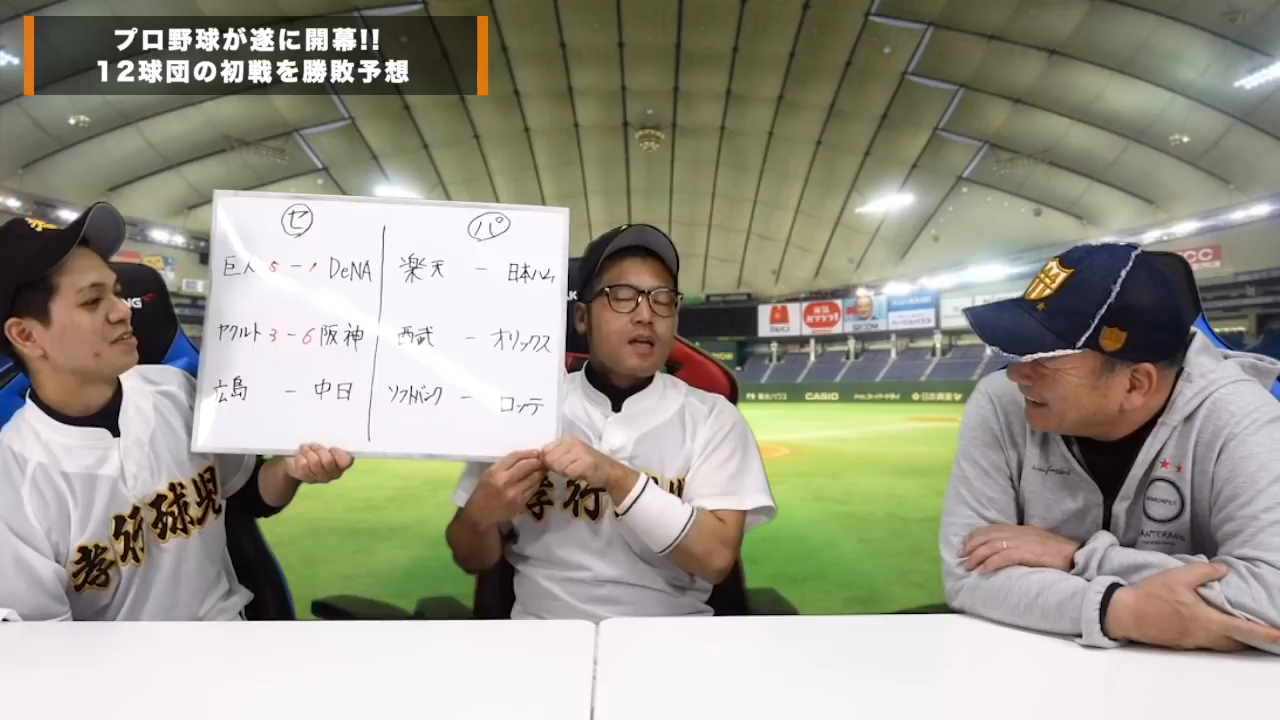 プロ野球が遂に開幕!!
12球団の初戦を勝敗予想
セ パ
巨人 5 - 1 DeNA 楽天 - 日本ハム
ヤクルト 3 - 6 阪神 西武 - オリックス
広島 - 中日 ソフトバンク - ロッテ
孝行球児
孝行
CASIO